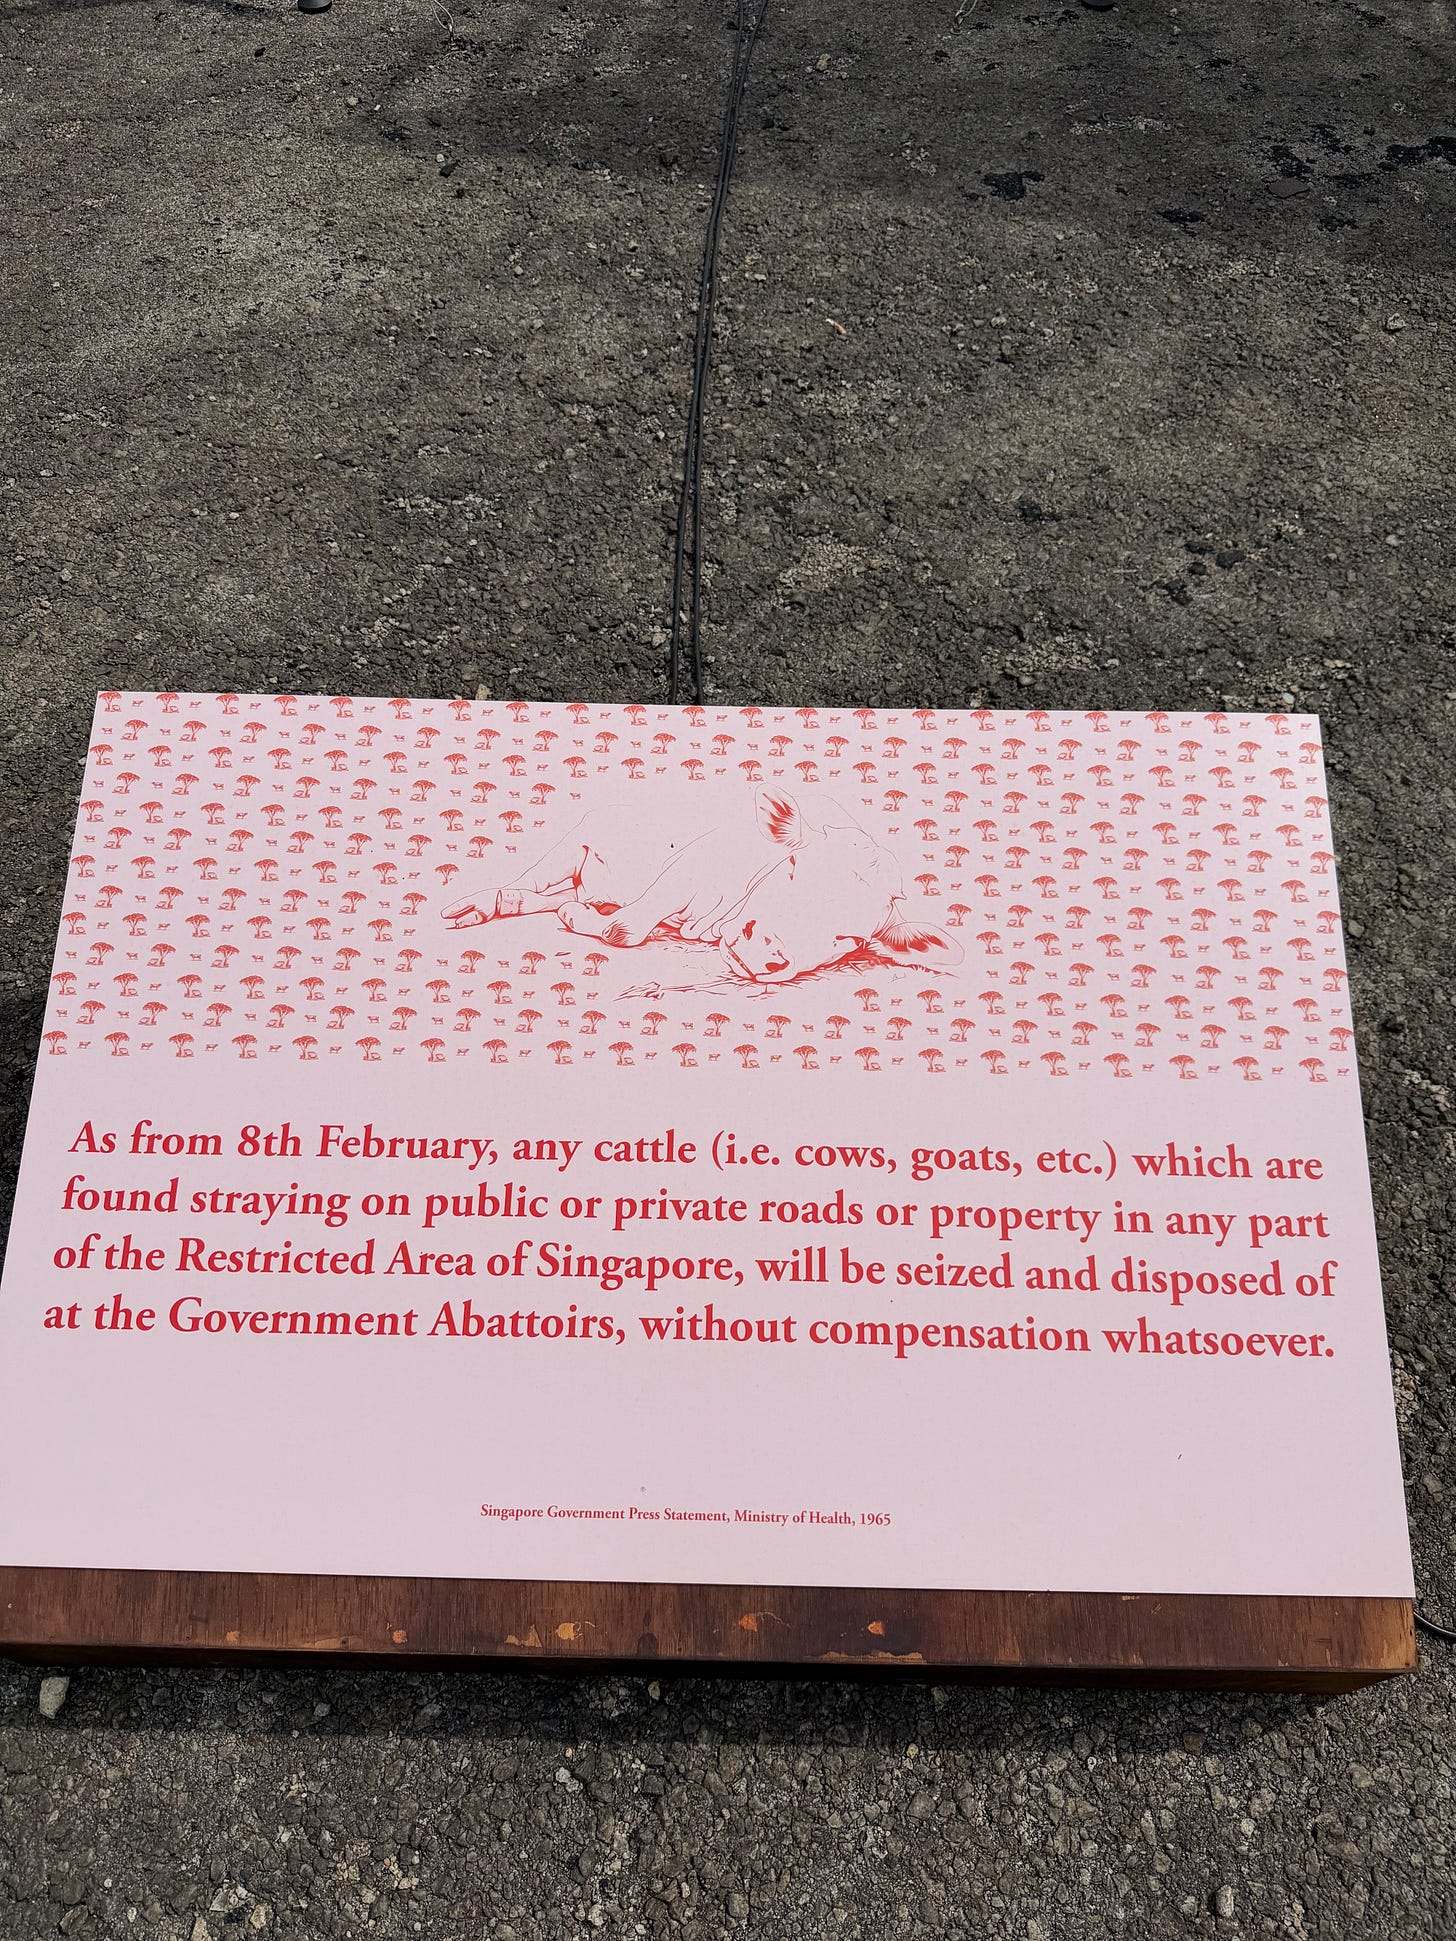 As from 8th February, any cattle (i.e. cows, goats, etc.) which are
found straying on public or private roads or property in any part
of the Restricted Area of Singapore, will be seized and disposed of
at the Government Abattoirs, without compensation whatsoever.
Singapore Government Press Statement, Ministry of Health, 1965